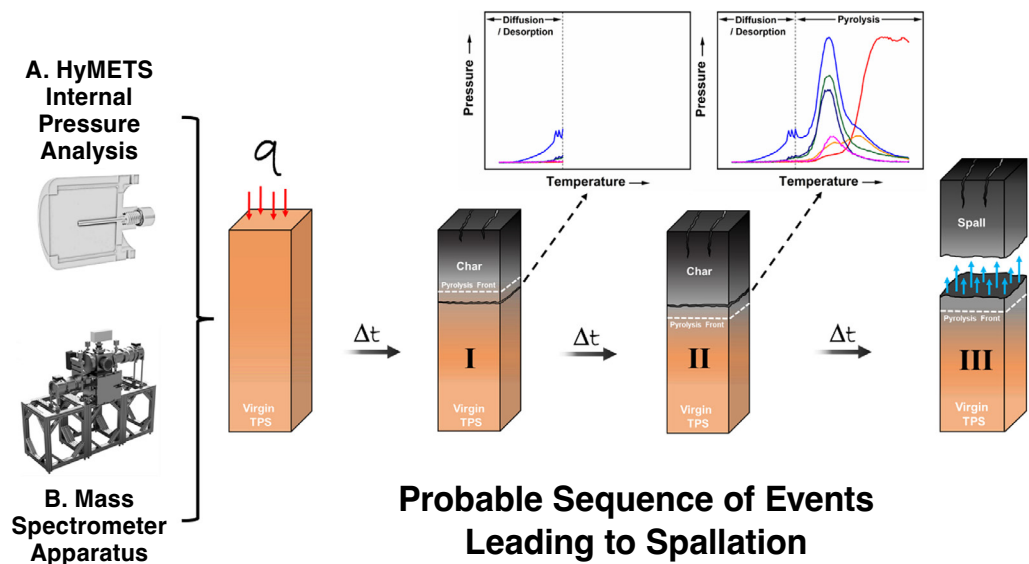 A. HyMETS
Internal
Pressure
Analysis
B. Mass
Spectrometer
Apparatus
q
Virgin
TPS
Δt
Diffusion
/ Desorption
Pressure
Temperature
Char
Pyrolysis Front
I
Virgin
TPS
Δt
Diffusion
/ Desorption
Pyrolysis
Pressure
Temperature
Char
Pyrolysis Front
II
Virgin
TPS
Δt
Spall
Pyrolysis Front
III
Virgin
TPS
Probable Sequence of Events
Leading to Spallation